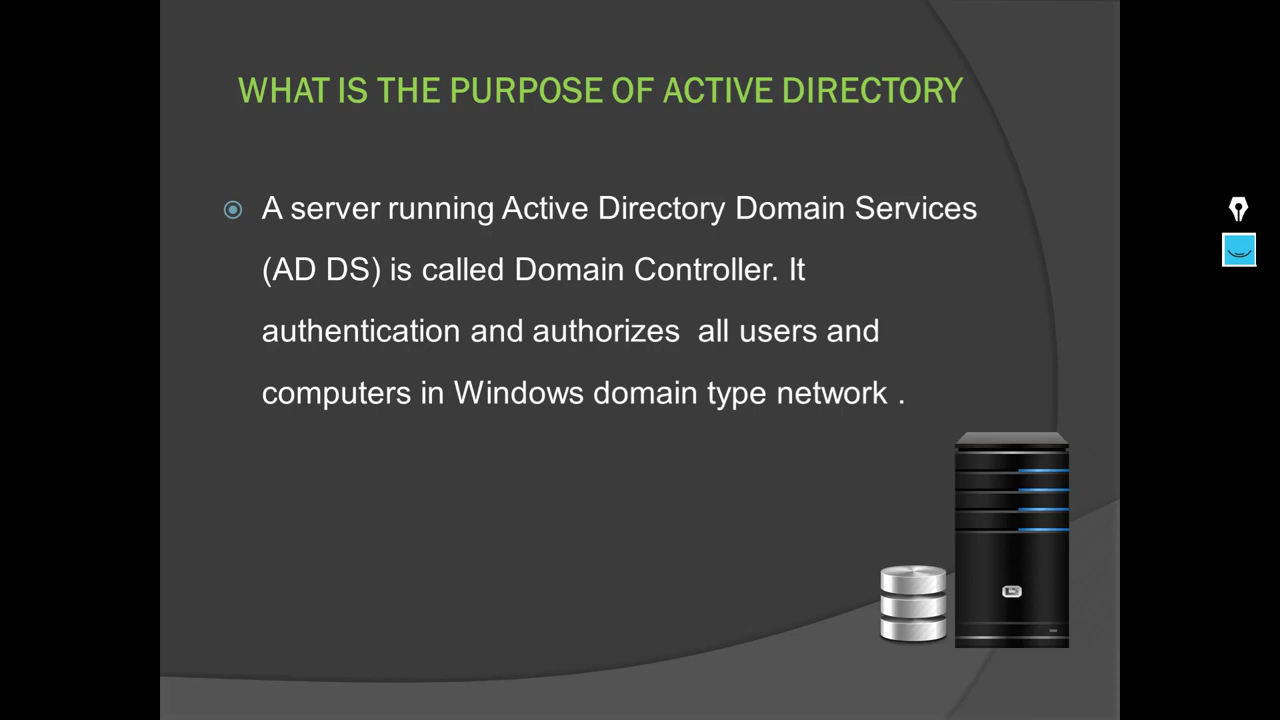 WHAT IS THE PURPOSE OF ACTIVE DIRECTORY
A server running Active Directory Domain Services
(AD DS) is called Domain Controller. It
authentication and authorizes  all users and
computers in Windows domain type network .